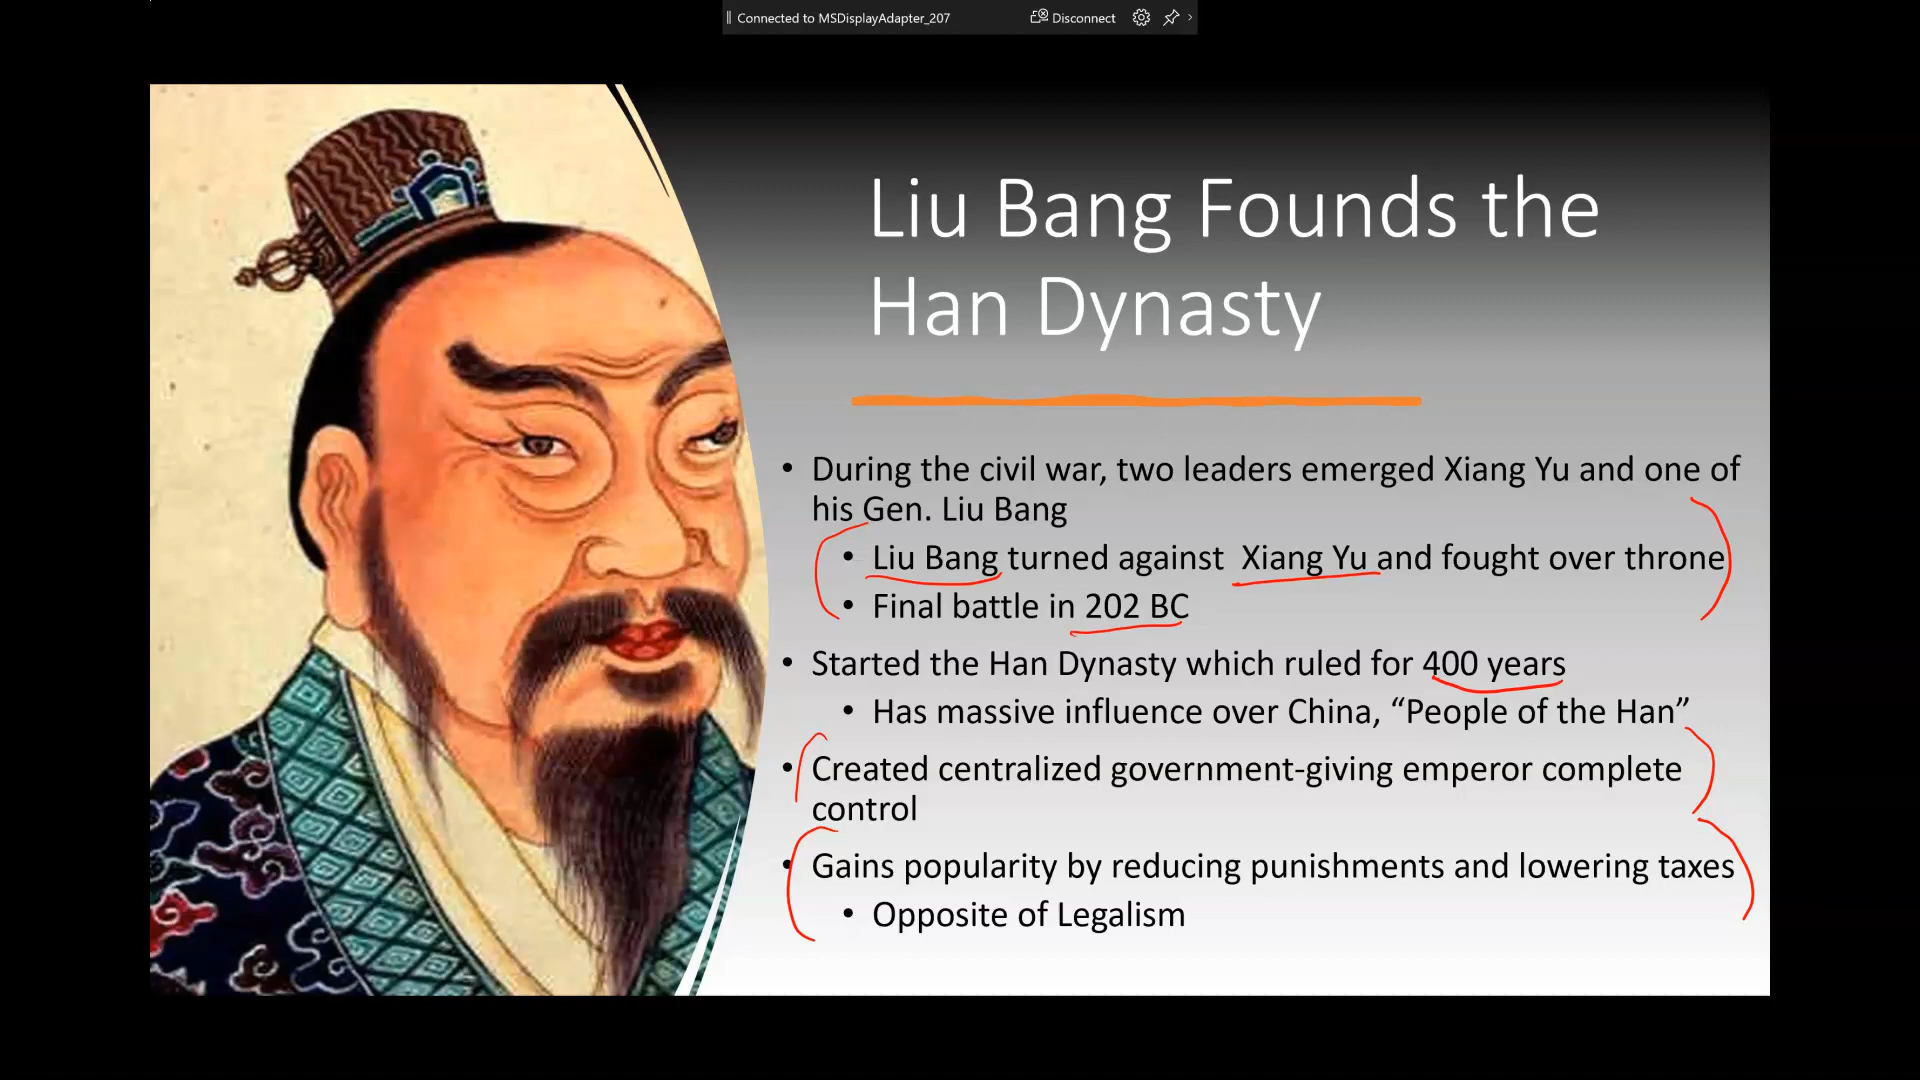 Connected to MSDisplayAdapter_207
Disconnect
Liu Bang Founds the
Han Dynasty
• During the civil war, two leaders emerged Xiang Yu and one of
his Gen. Liu Bang
• Liu Bang turned against Xiang Yu and fought over throne
• Final battle in 202 BC
• Started the Han Dynasty which ruled for 400 years
• Has massive influence over China, “People of the Han”
• Created centralized government-giving emperor complete
control
• Gains popularity by reducing punishments and lowering taxes
• Opposite of Legalism